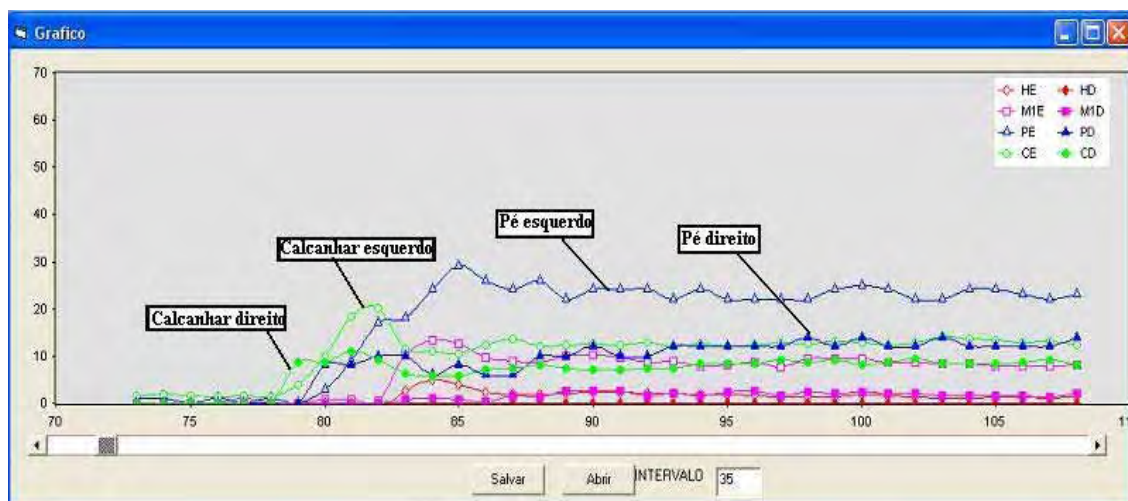 Grafico
70
60
50
40
30
20
10
0
HE HD
M1E M1D
PE PD
CE CD
Pé esquerdo
Pé direito
Calcanhar esquerdo
Calcanhar direito
70 75 80 85 90 95 100 105 11
Salvar Abrir INTERVALO 35